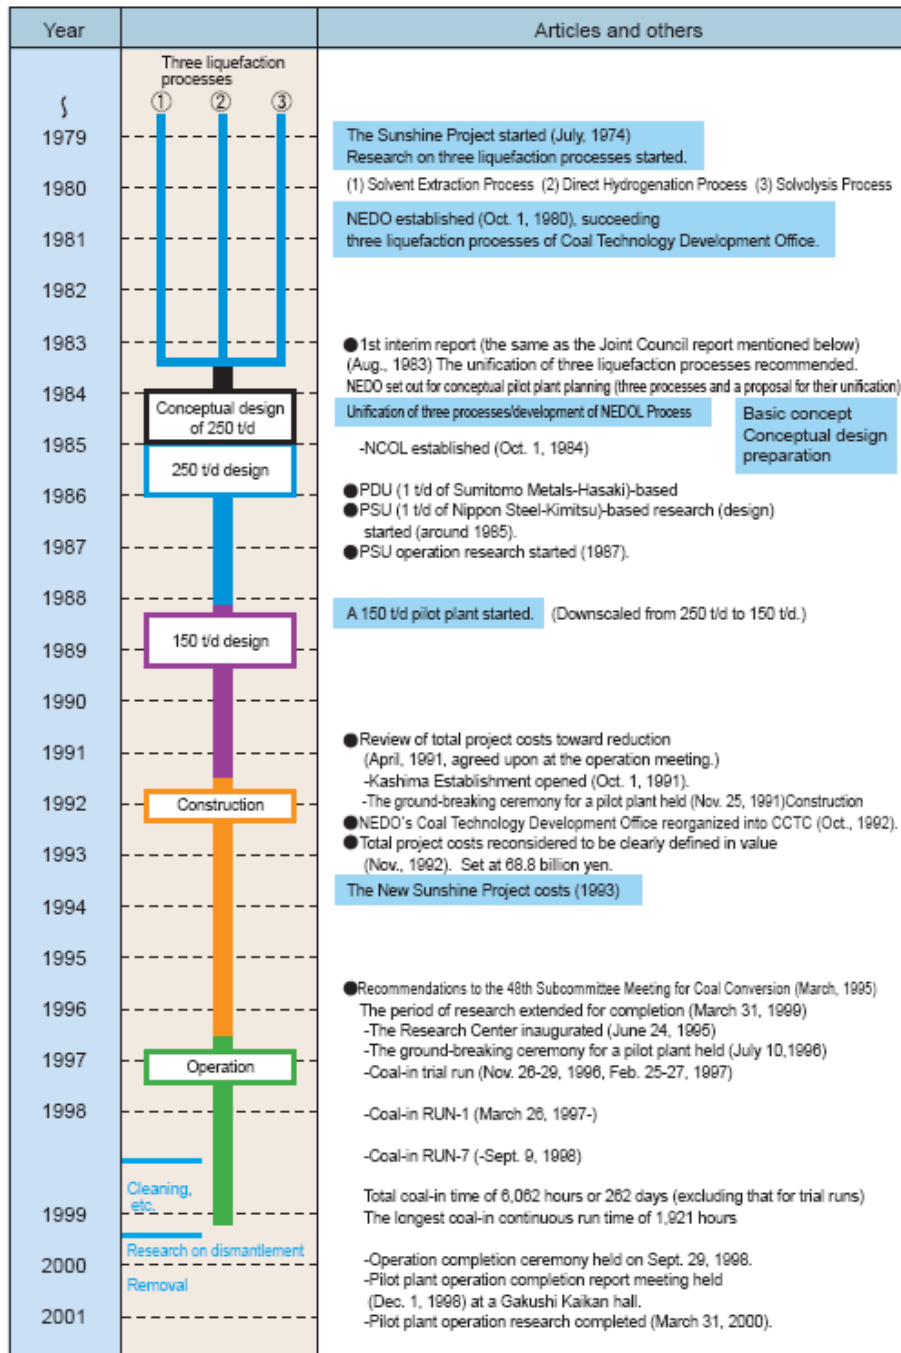 Year
Articles and others
Three liquefaction
processes
① ② ③
1979
The Sunshine Project started (July, 1974)
Research on three liquefaction processes started.
1980
(1) Solvent Extraction Process (2) Direct Hydrogenation Process (3) Solvolysis Process
NEDO established (Oct. 1, 1980), succeeding
1981
three liquefaction processes of Coal Technology Development Office.
1982
1983
●1st interim report (the same as the Joint Council report mentioned below)
(Aug., 1983) The unification of three liquefaction processes recommended.
NEDO set out for conceptual pilot plant planning (three processes and a proposal for their unification)
1984
Conceptual design
of 250 t/d
Unification of three processes/development of NEDOL Process
Basic concept
Conceptual design
preparation
1985
-NCOL established (Oct. 1, 1984)
250 t/d design
1986
●PDU (1 t/d of Sumitomo Metals-Hasaki)-based
●PSU (1 t/d of Nippon Steel-Kimitsu)-based research (design)
started (around 1985).
1987
●PSU operation research started (1987).
1988
A 150 t/d pilot plant started. (Downscaled from 250 t/d to 150 t/d.)
150 t/d design
1989
1990
1991
●Review of total project costs toward reduction
(April, 1991, agreed upon at the operation meeting.)
-Kashima Establishment opened (Oct. 1, 1991).
1992
Construction
-The ground-breaking ceremony for a pilot plant held (Nov. 25, 1991)Construction
●NEDO's Coal Technology Development Office reorganized into CCTC (Oct., 1992).
1993
●Total project costs reconsidered to be clearly defined in value
(Nov., 1992). Set at 68.8 billion yen.
The New Sunshine Project costs (1993)
1994
1995
●Recommendations to the 48th Subcommittee Meeting for Coal Conversion (March, 1995)
1996
The period of research extended for completion (March 31, 1999)
-The Research Center inaugurated (June 24, 1995)
1997
-The ground-breaking ceremony for a pilot plant held (July 10,1996)
Operation
-Coal-in trial run (Nov. 26-29, 1996, Feb. 25-27, 1997)
1998
-Coal-in RUN-1 (March 26, 1997-)
-Coal-in RUN-7 (-Sept. 9, 1998)
Cleaning,
etc.
Total coal-in time of 6,062 hours or 262 days (excluding that for trial runs)
1999
The longest coal-in continuous run time of 1,921 hours
Research on dismantlement
2000
-Operation completion ceremony held on Sept. 29, 1998.
Removal
-Pilot plant operation completion report meeting held
(Dec. 1, 1998) at a Gakushi Kaikan hall.
2001
-Pilot plant operation research completed (March 31, 2000).